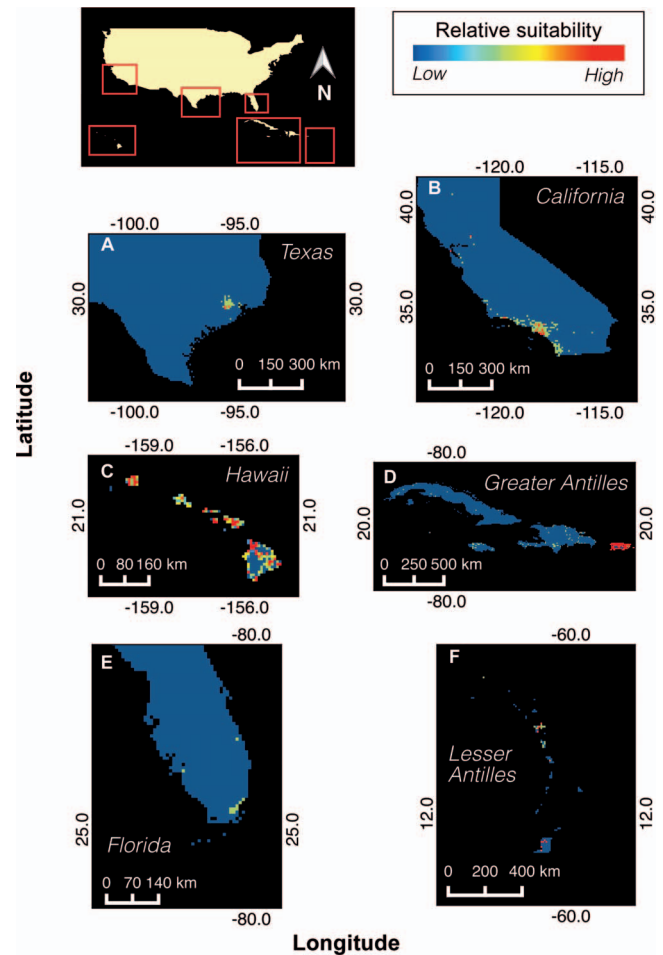 Relative suitability
Low High
N
-120.0 -115.0
B
California
40.0 40.0
35.0 35.0
0 150 300 km
-120.0 -115.0
-100.0 -95.0
A
Texas
30.0 30.0
0 150 300 km
-100.0 -95.0
Latitude
-159.0 -156.0
C
Hawaii
21.0 21.0
0 80 160 km
-159.0 -156.0
-80.0
D
Greater Antilles
20.0 20.0
0 250 500 km
-80.0
-80.0
E
25.0 25.0
Florida
0 70 140 km
-80.0
-60.0
F
Lesser
Antilles
12.0 12.0
0 200 400 km
-60.0
Longitude